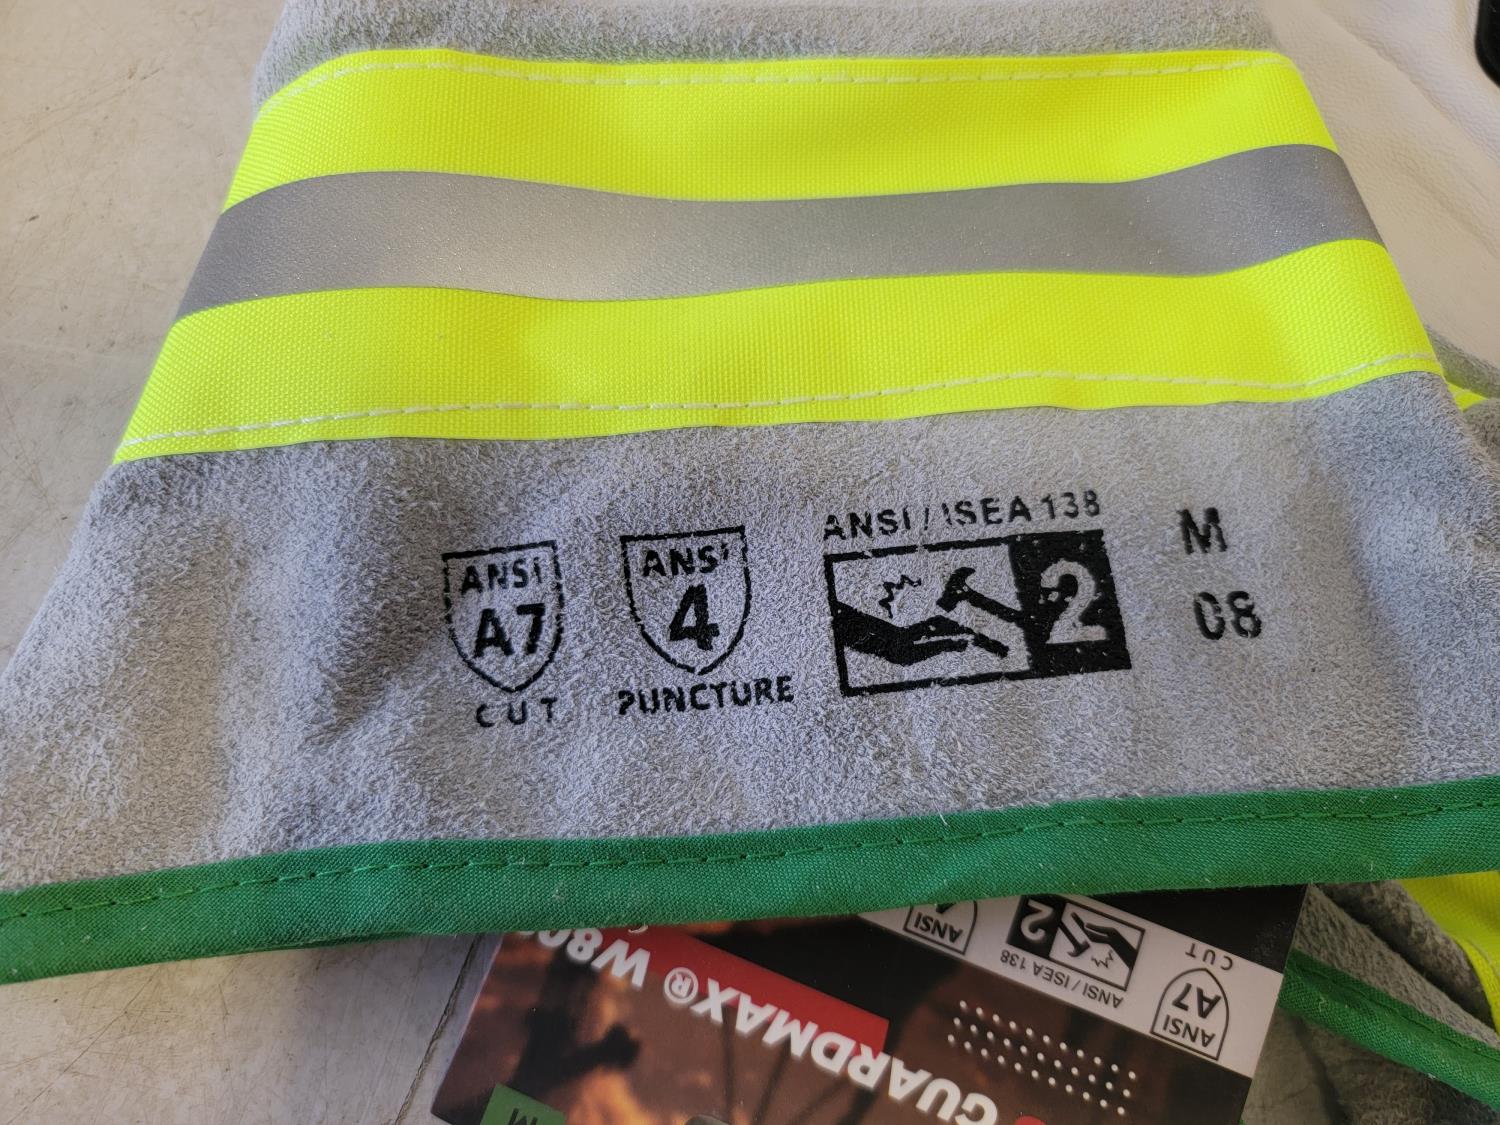 ANSI
A7
CUT
ANSI
4
PUNCTURE
ANSI / ISEA 138
2
M
08
ANSI
2
ANSI / ISEA 138
CUT
ANSI
A7
GUARDMAX®
M